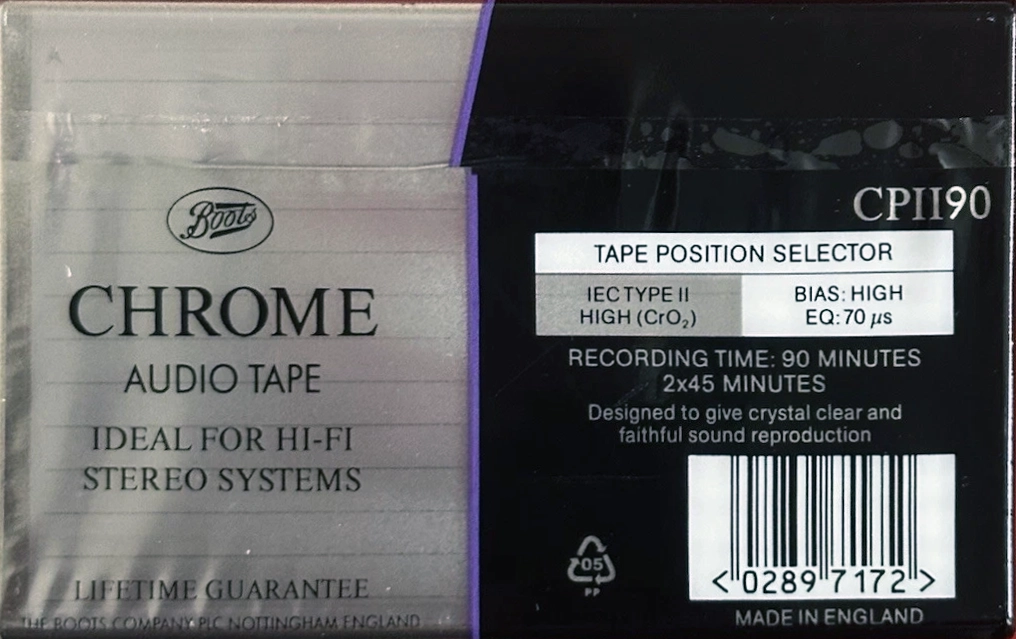 Boots
CHROME
AUDIO TAPE
IDEAL FOR HI-FI
STEREO SYSTEMS
LIFETIME GUARANTEE
THE BOOTS COMPANY PLC NOTTINGHAM ENGLAND
CPII90
TAPE POSITION SELECTOR
IEC TYPE II
HIGH (CrO₂)
BIAS: HIGH
EQ: 70 µs
RECORDING TIME: 90 MINUTES
2x45 MINUTES
Designed to give crystal clear and
faithful sound reproduction
05
PP
<0289 7172>
MADE IN ENGLAND